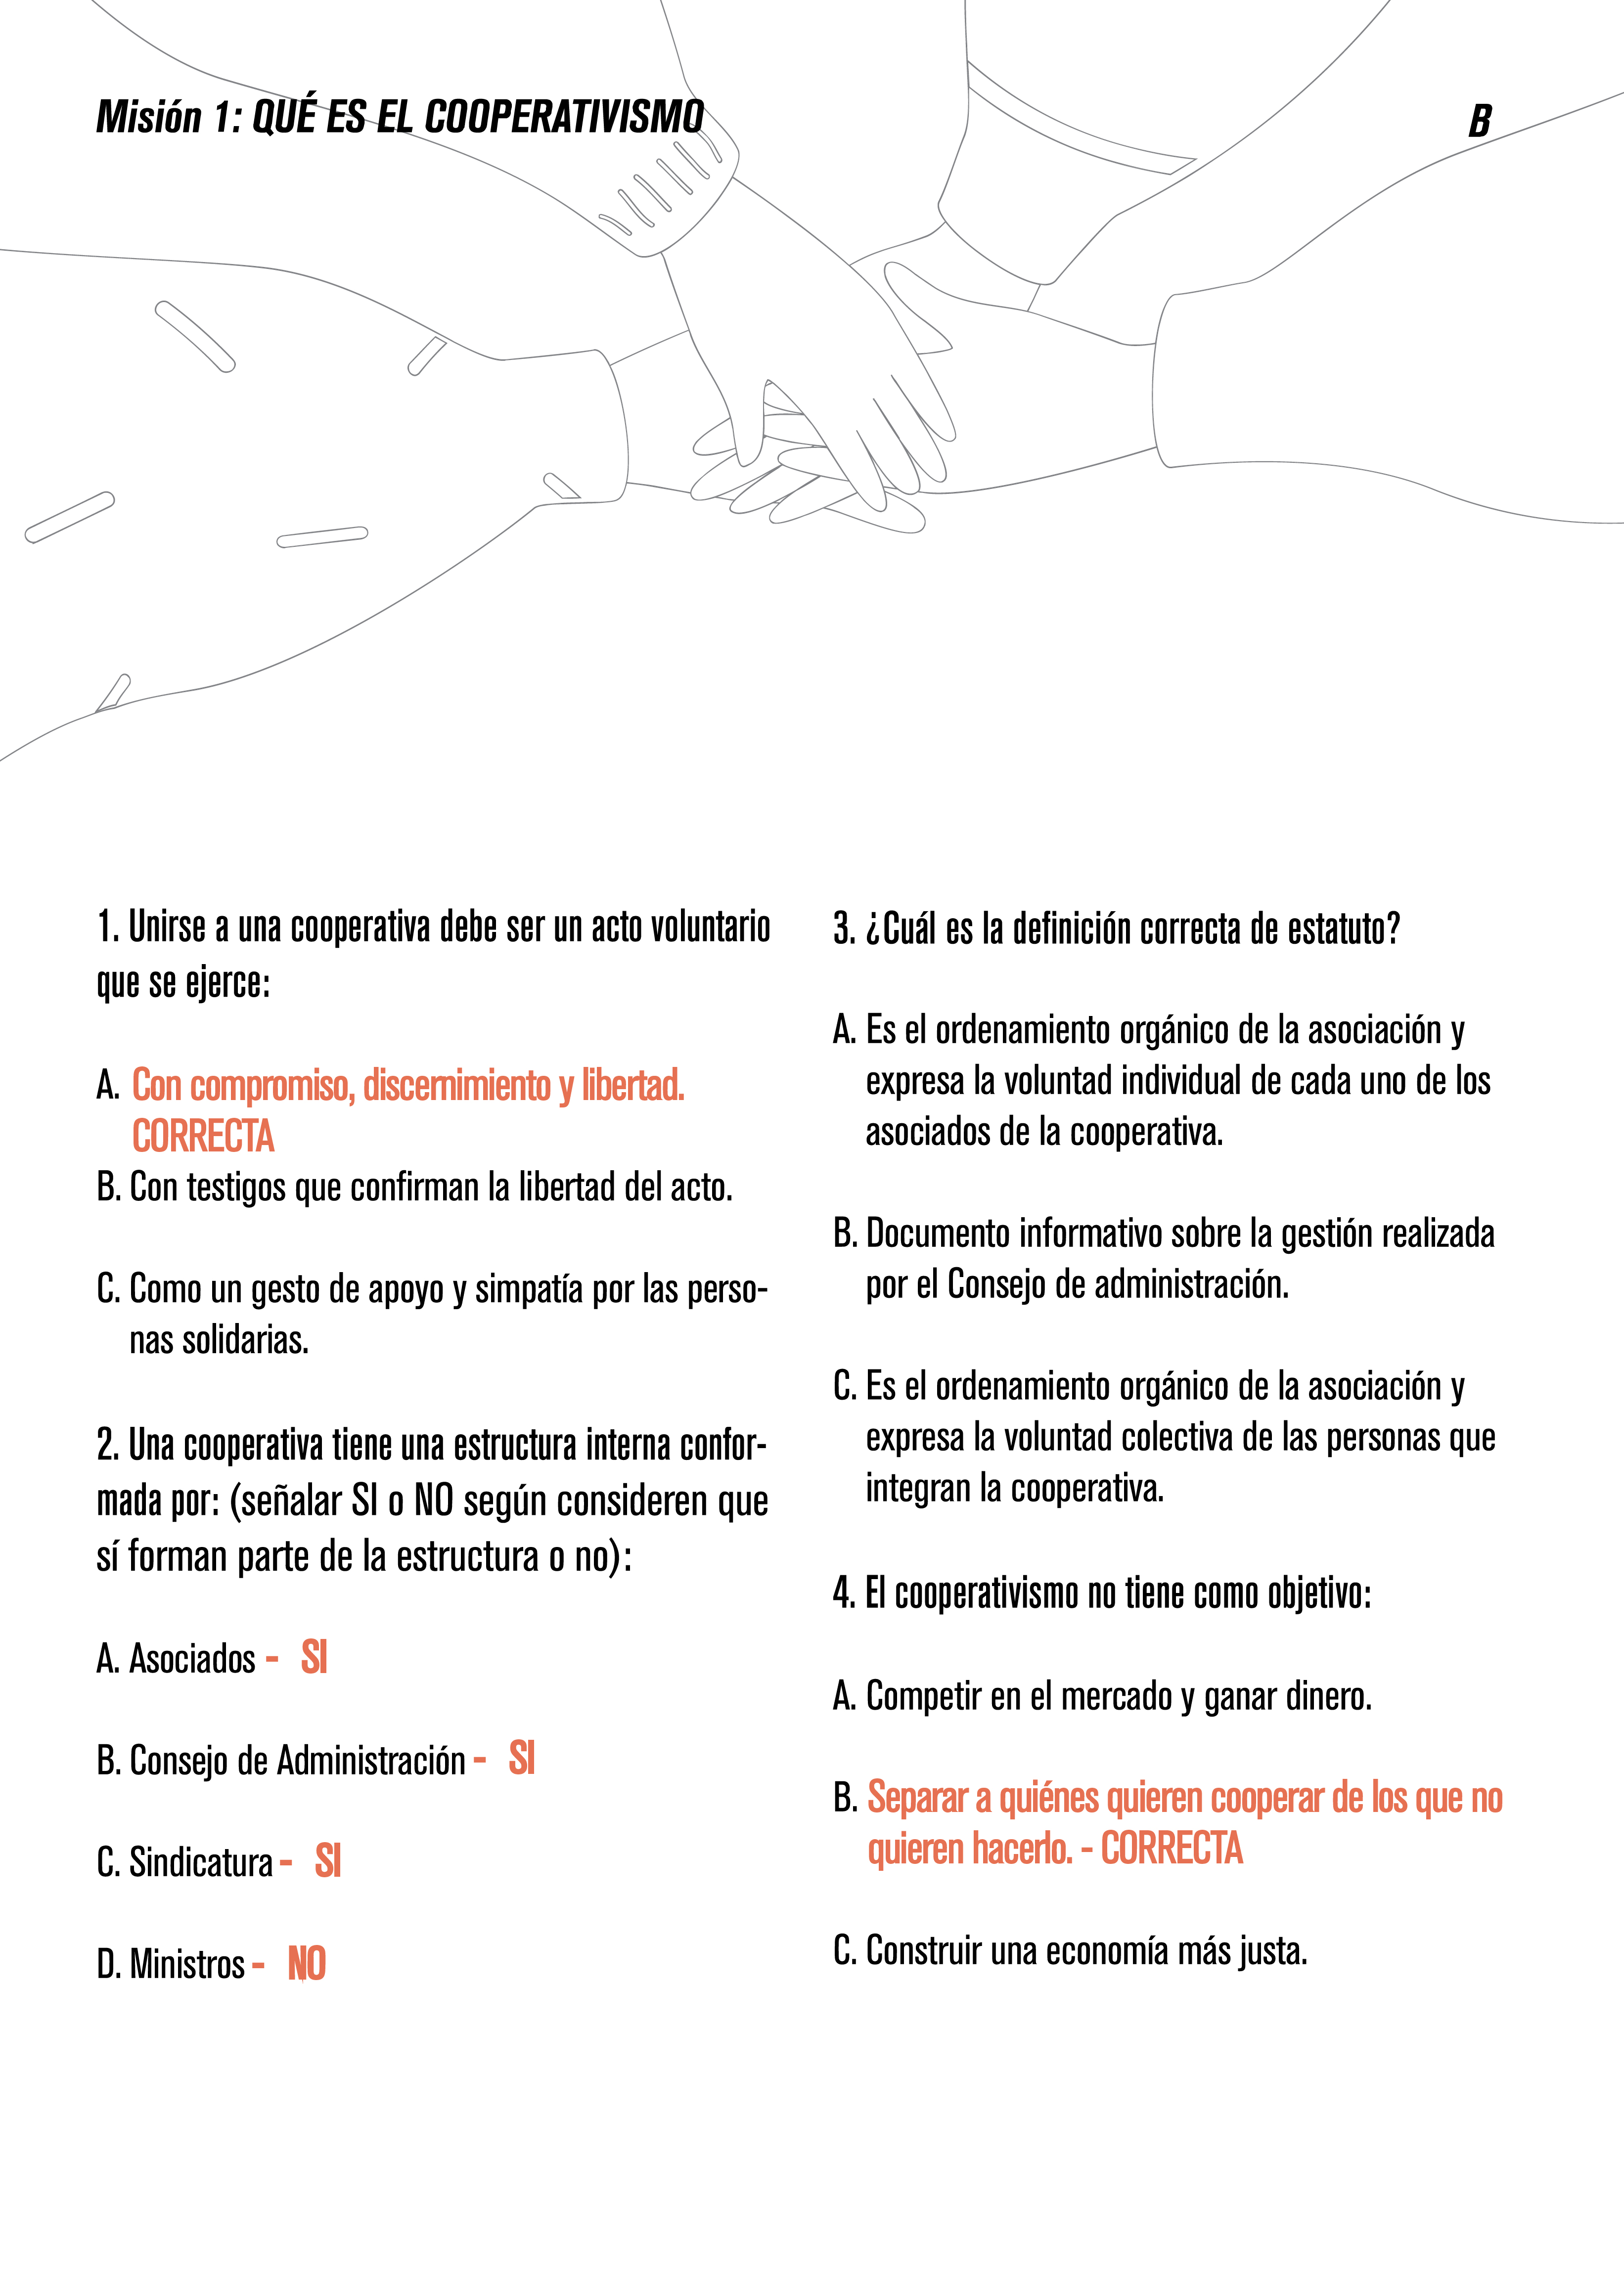 Misión 1: QUÉ ES EL COOPERATIVISMO
B
1. Unirse a una cooperativa debe ser un acto voluntario
que se ejerce:
A. Con compromiso, discernimiento y libertad.
CORRECTA
B. Con testigos que confirman la libertad del acto.
C. Como un gesto de apoyo y simpatía por las perso-
nas solidarias.
2. Una cooperativa tiene una estructura interna confor-
mada por: (señalar SI o NO según consideren que
sí forman parte de la estructura o no):
A. Asociados - SI
B. Consejo de Administración - SI
C. Sindicatura - SI
D. Ministros - NO
3. ¿Cuál es la definición correcta de estatuto?
A. Es el ordenamiento orgánico de la asociación y
expresa la voluntad individual de cada uno de los
asociados de la cooperativa.
B. Documento informativo sobre la gestión realizada
por el Consejo de administración.
C. Es el ordenamiento orgánico de la asociación y
expresa la voluntad colectiva de las personas que
integran la cooperativa.
4. El cooperativismo no tiene como objetivo:
A. Competir en el mercado y ganar dinero.
B. Separar a quiénes quieren cooperar de los que no
quieren hacerlo. - CORRECTA
C. Construir una economía más justa.